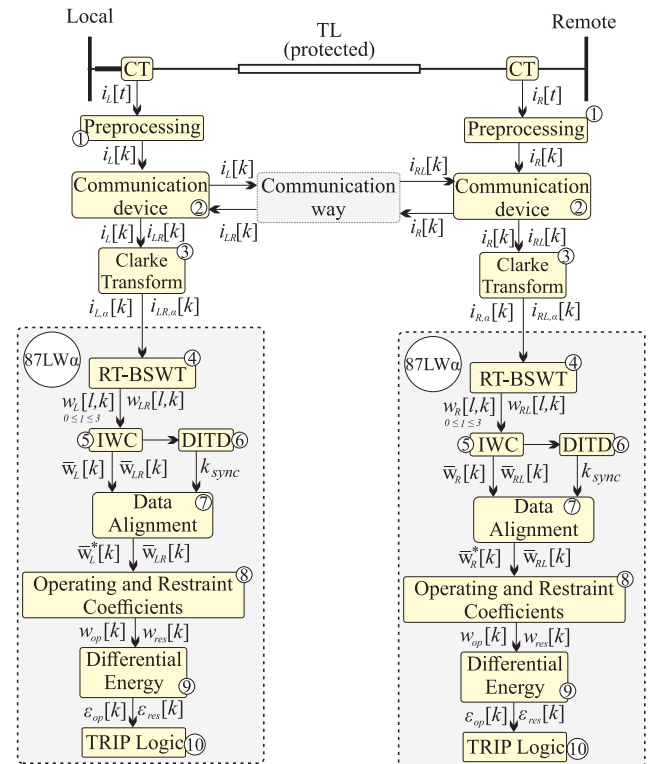 Local
TL
Remote
(protected)
CT
CT
i_L[t]
i_R[t]
① Preprocessing
Preprocessing ①
i_L[k]
i_R[k]
Communication
device ②
i_L[k]
i_LR[k]
Communication
way
i_RL[k]
i_R[k]
Communication
device ②
i_L[k] i_LR[k]
i_R[k] i_RL[k]
Clarke ③
Transform
Clarke ③
Transform
i_L,α[k] i_LR,α[k]
i_R,α[k] i_RL,α[k]
87LWα
RT-BSWT ④
w_L[l,k] w_LR[l,k]
0 ≤ l ≤ 3
⑤ IWC
DITD ⑥
w̅_L[k] w̅_LR[k]
k_sync
Data ⑦
Alignment
w̅*_L[k] w̅_LR[k]
Operating and Restraint ⑧
Coefficients
w_op[k] w_res[k]
Differential
Energy ⑨
ε_op[k] ε_res[k]
TRIP Logic ⑩
87LWα
RT-BSWT ④
w_R[l,k] w_RL[l,k]
0 ≤ l ≤ 3
⑤ IWC
DITD ⑥
w̅_R[k] w̅_RL[k]
k_sync
Data ⑦
Alignment
w̅*_R[k] w̅_RL[k]
Operating and Restraint ⑧
Coefficients
w_op[k] w_res[k]
Differential
Energy ⑨
ε_op[k] ε_res[k]
TRIP Logic ⑩